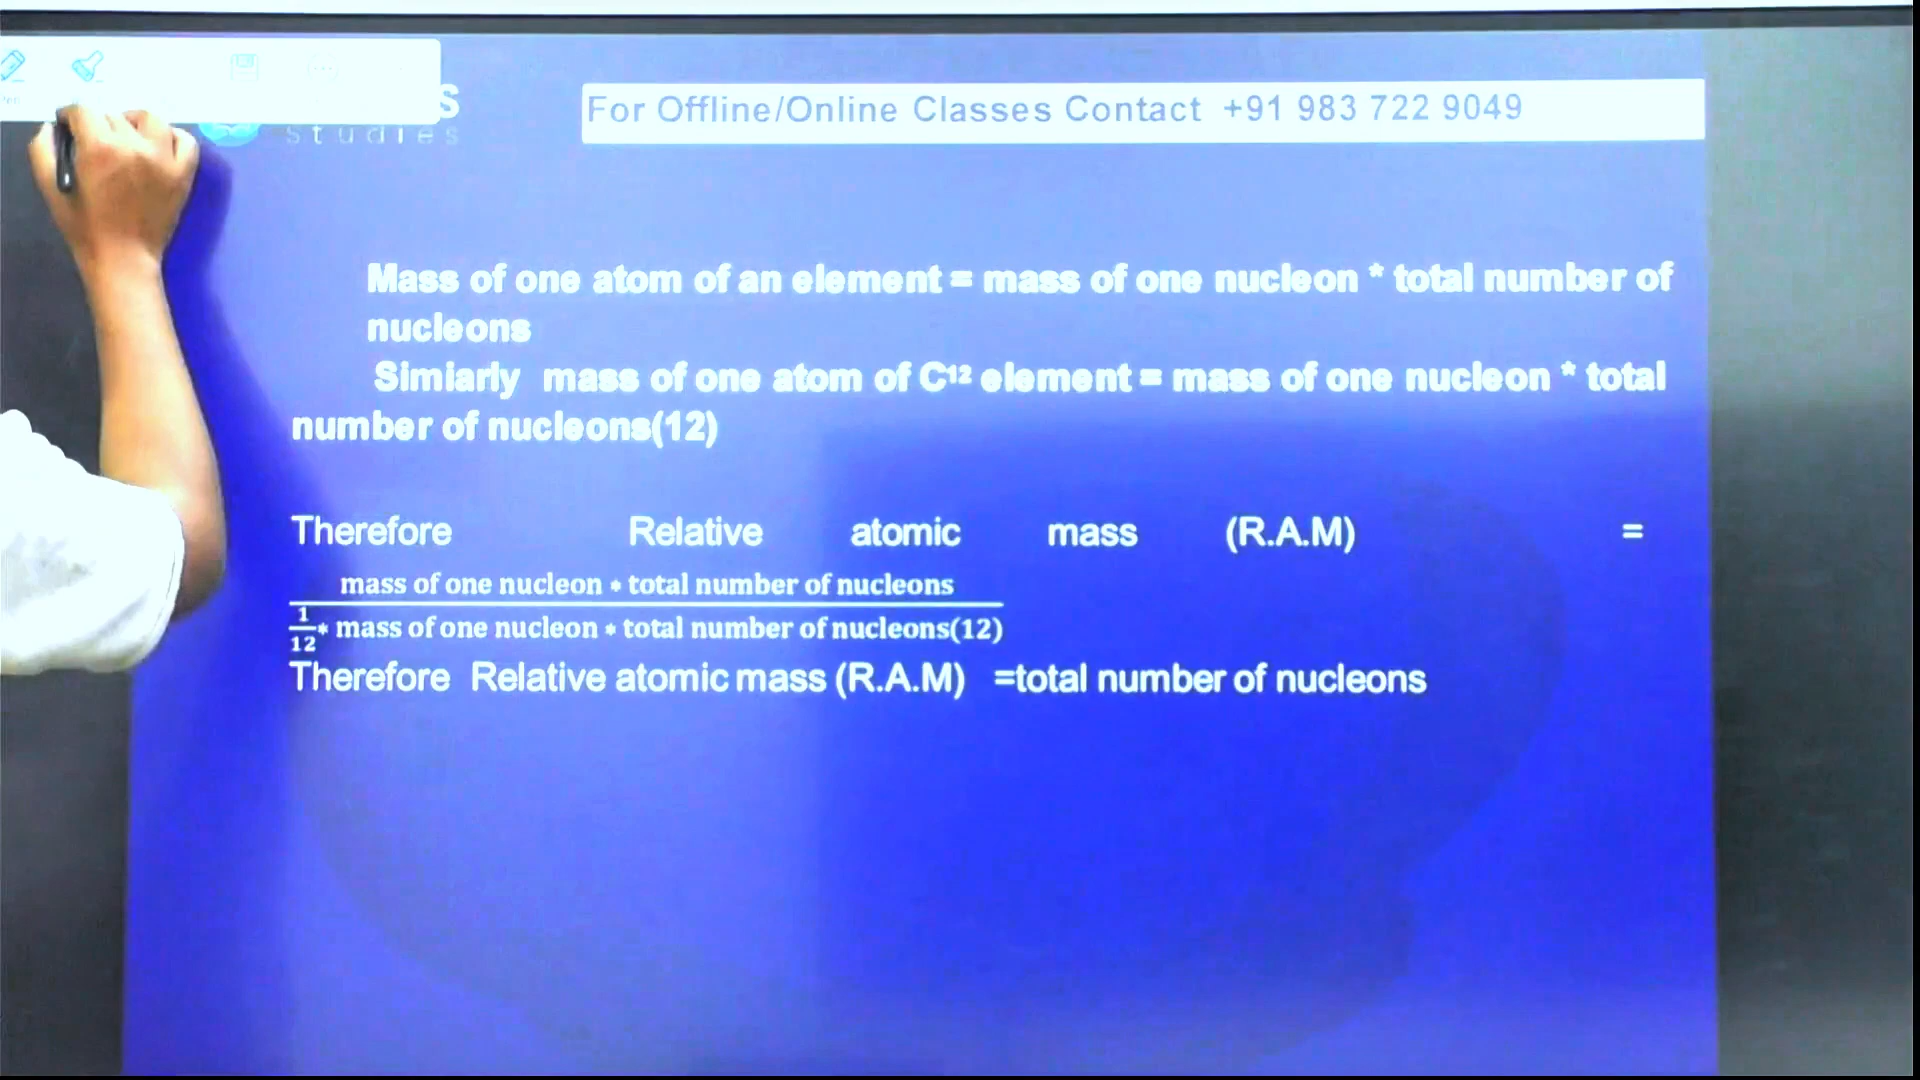 For Offline/Online Classes Contact +91 983 722 9049
S
studies
Mass of one atom of an element = mass of one nucleon * total number of
nucleons
Simiarly mass of one atom of C¹² element = mass of one nucleon * total
number of nucleons(12)
Therefore Relative atomic mass (R.A.M) =
mass of one nucleon * total number of nucleons
1/12 * mass of one nucleon * total number of nucleons(12)
Therefore Relative atomic mass (R.A.M) =total number of nucleons